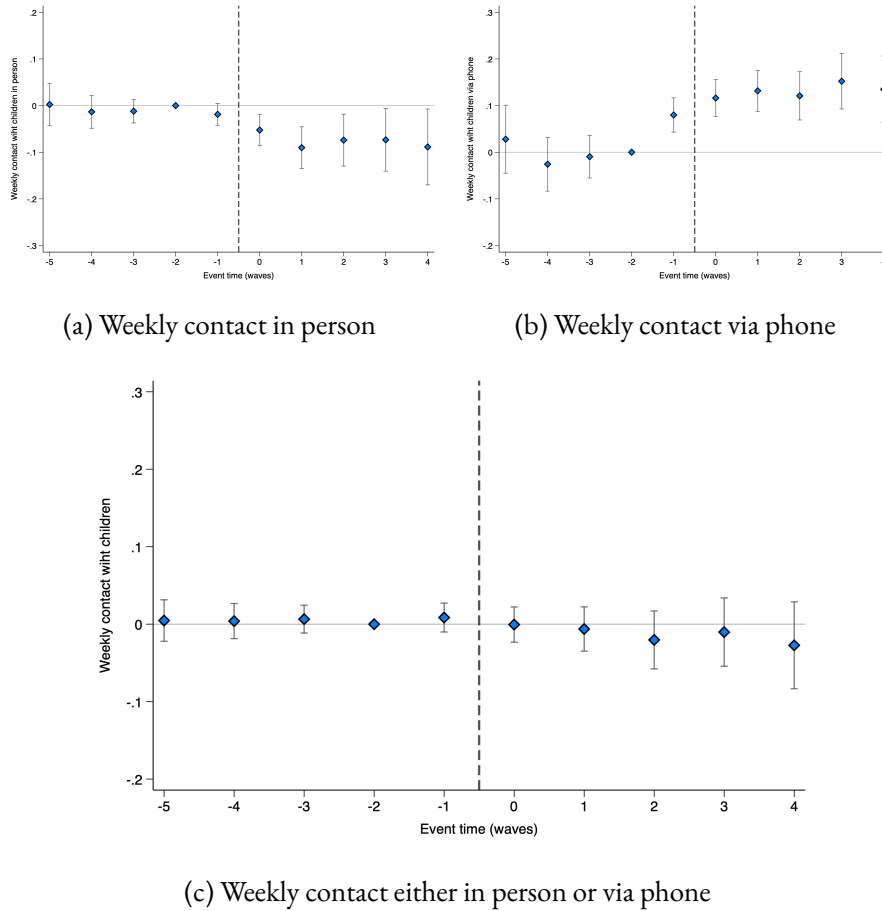 .2
.1
0
-.1
-.2
-.3
Weekly contact wiht children in person
-5 -4 -3 -2 -1 0 1 2 3 4
Event time (waves)
(a) Weekly contact in person
.3
.2
.1
0
-.1
-.2
Weekly contact wiht children via phone
-5 -4 -3 -2 -1 0 1 2 3
Event time (waves)
(b) Weekly contact via phone
.3
.2
.1
0
-.1
-.2
Weekly contact wiht children
-5 -4 -3 -2 -1 0 1 2 3 4
Event time (waves)
(c) Weekly contact either in person or via phone